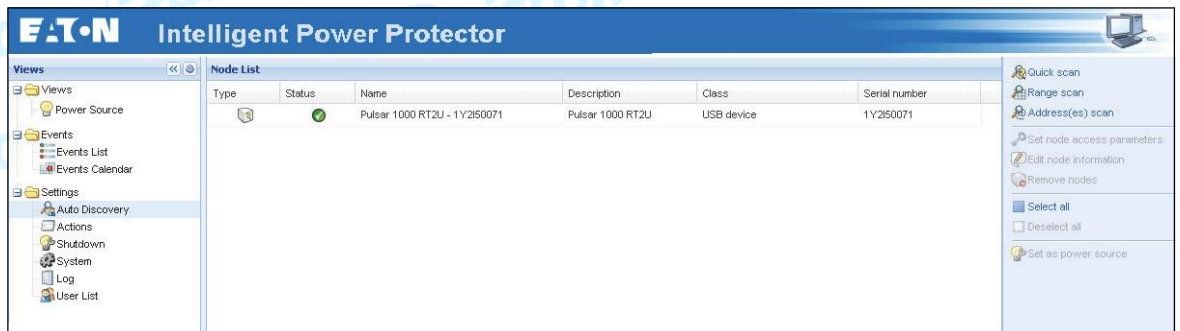 EATON Intelligent Power Protector
Views
Views
Power Source
Events
Events List
Events Calendar
Settings
Auto Discovery
Actions
Shutdown
System
Log
User List
Node List
Type Status Name Description Class Serial number
Pulsar 1000 RT2U - 1Y2I50071 Pulsar 1000 RT2U USB device 1Y2I50071
Quick scan
Range scan
Address(es) scan
Set node access parameters
Edit node information
Remove nodes
Select all
Deselect all
Set as power source